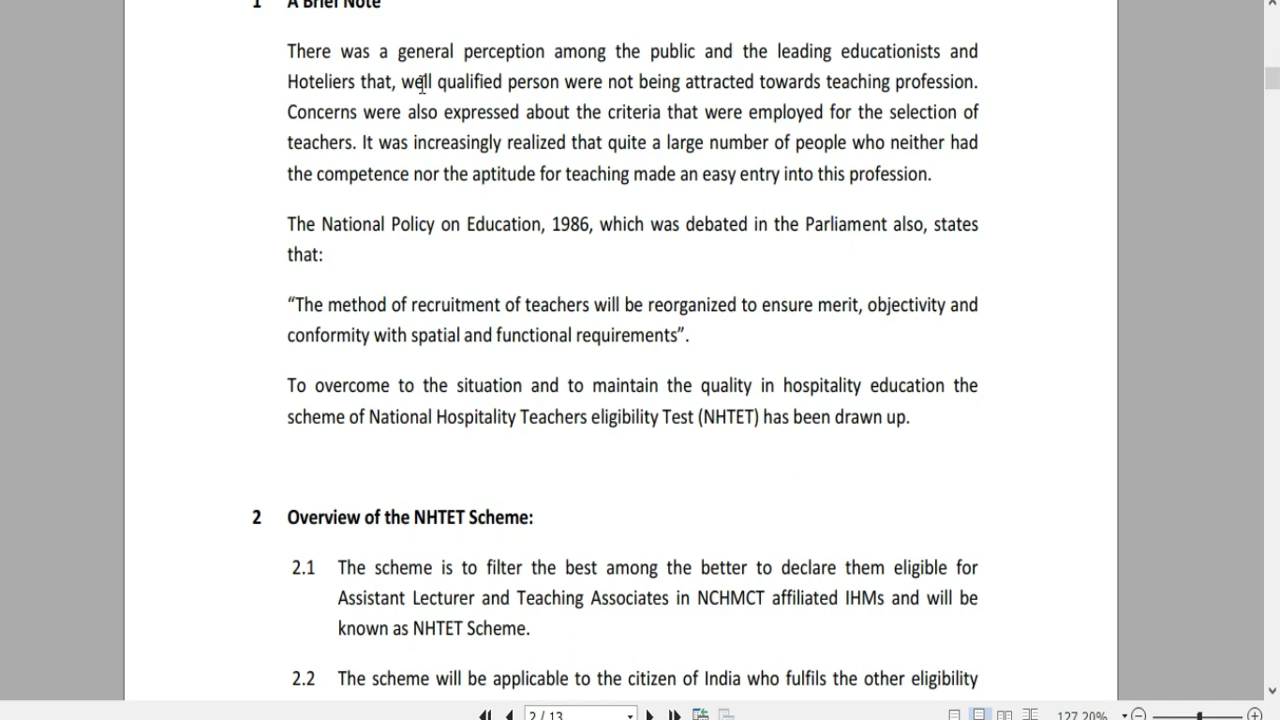 1 A Brief Note
There was a general perception among the public and the leading educationists and
Hoteliers that, well qualified person were not being attracted towards teaching profession.
Concerns were also expressed about the criteria that were employed for the selection of
teachers. It was increasingly realized that quite a large number of people who neither had
the competence nor the aptitude for teaching made an easy entry into this profession.
The National Policy on Education, 1986, which was debated in the Parliament also, states
that:
“The method of recruitment of teachers will be reorganized to ensure merit, objectivity and
conformity with spatial and functional requirements”.
To overcome to the situation and to maintain the quality in hospitality education the
scheme of National Hospitality Teachers eligibility Test (NHTET) has been drawn up.
2 Overview of the NHTET Scheme:
2.1 The scheme is to filter the best among the better to declare them eligible for
Assistant Lecturer and Teaching Associates in NCHMCT affiliated IHMs and will be
known as NHTET Scheme.
2.2 The scheme will be applicable to the citizen of India who fulfils the other eligibility
2 / 13 127.20%